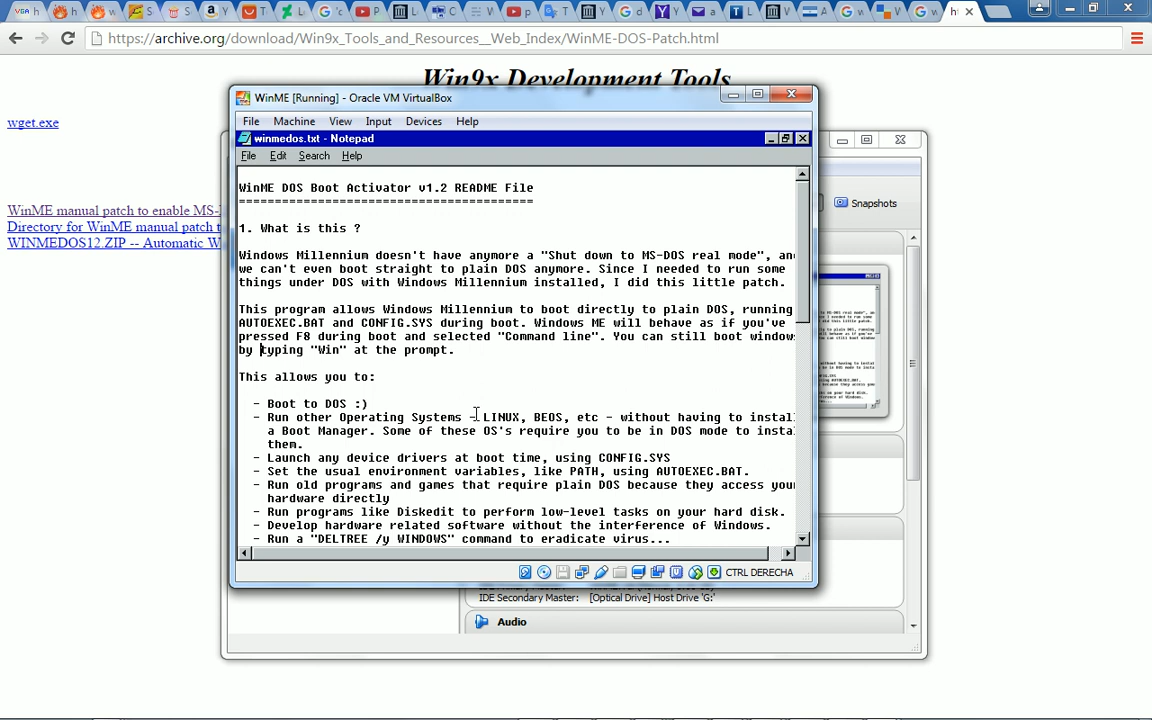 https://archive.org/download/Win9x_Tools_and_Resources__Web_Index/WinME-DOS-Patch.html
Win9x Development Tools
wget.exe
WinME manual patch to enable MS-
Directory for WinME manual patch t
WINMEDOS12.ZIP -- Automatic W
WinME [Running] - Oracle VM VirtualBox
File Machine View Input Devices Help
winmedos.txt - Notepad
File Edit Search Help
WinME DOS Boot Activator v1.2 README File
=========================================
1. What is this ?
Windows Millennium doesn't have anymore a "Shut down to MS-DOS real mode", an
we can't even boot straight to plain DOS anymore. Since I needed to run some
things under DOS with Windows Millennium installed, I did this little patch.
This program allows Windows Millennium to boot directly to plain DOS, running
AUTOEXEC.BAT and CONFIG.SYS during boot. Windows ME will behave as if you've
pressed F8 during boot and selected "Command line". You can still boot window
by typing "Win" at the prompt.
This allows you to:
- Boot to DOS :)
- Run other Operating Systems - LINUX, BEOS, etc - without having to instal
a Boot Manager. Some of these OS's require you to be in DOS mode to insta
them.
- Launch any device drivers at boot time, using CONFIG.SYS
- Set the usual environment variables, like PATH, using AUTOEXEC.BAT.
- Run old programs and games that require plain DOS because they access you
hardware directly
- Run programs like Diskedit to perform low-level tasks on your hard disk.
- Develop hardware related software without the interference of Windows.
- Run a "DELTREE /y WINDOWS" command to eradicate virus...
CTRL DERECHA
Snapshots
IDE Secondary Master: [Optical Drive] Host Drive 'G:'
Audio